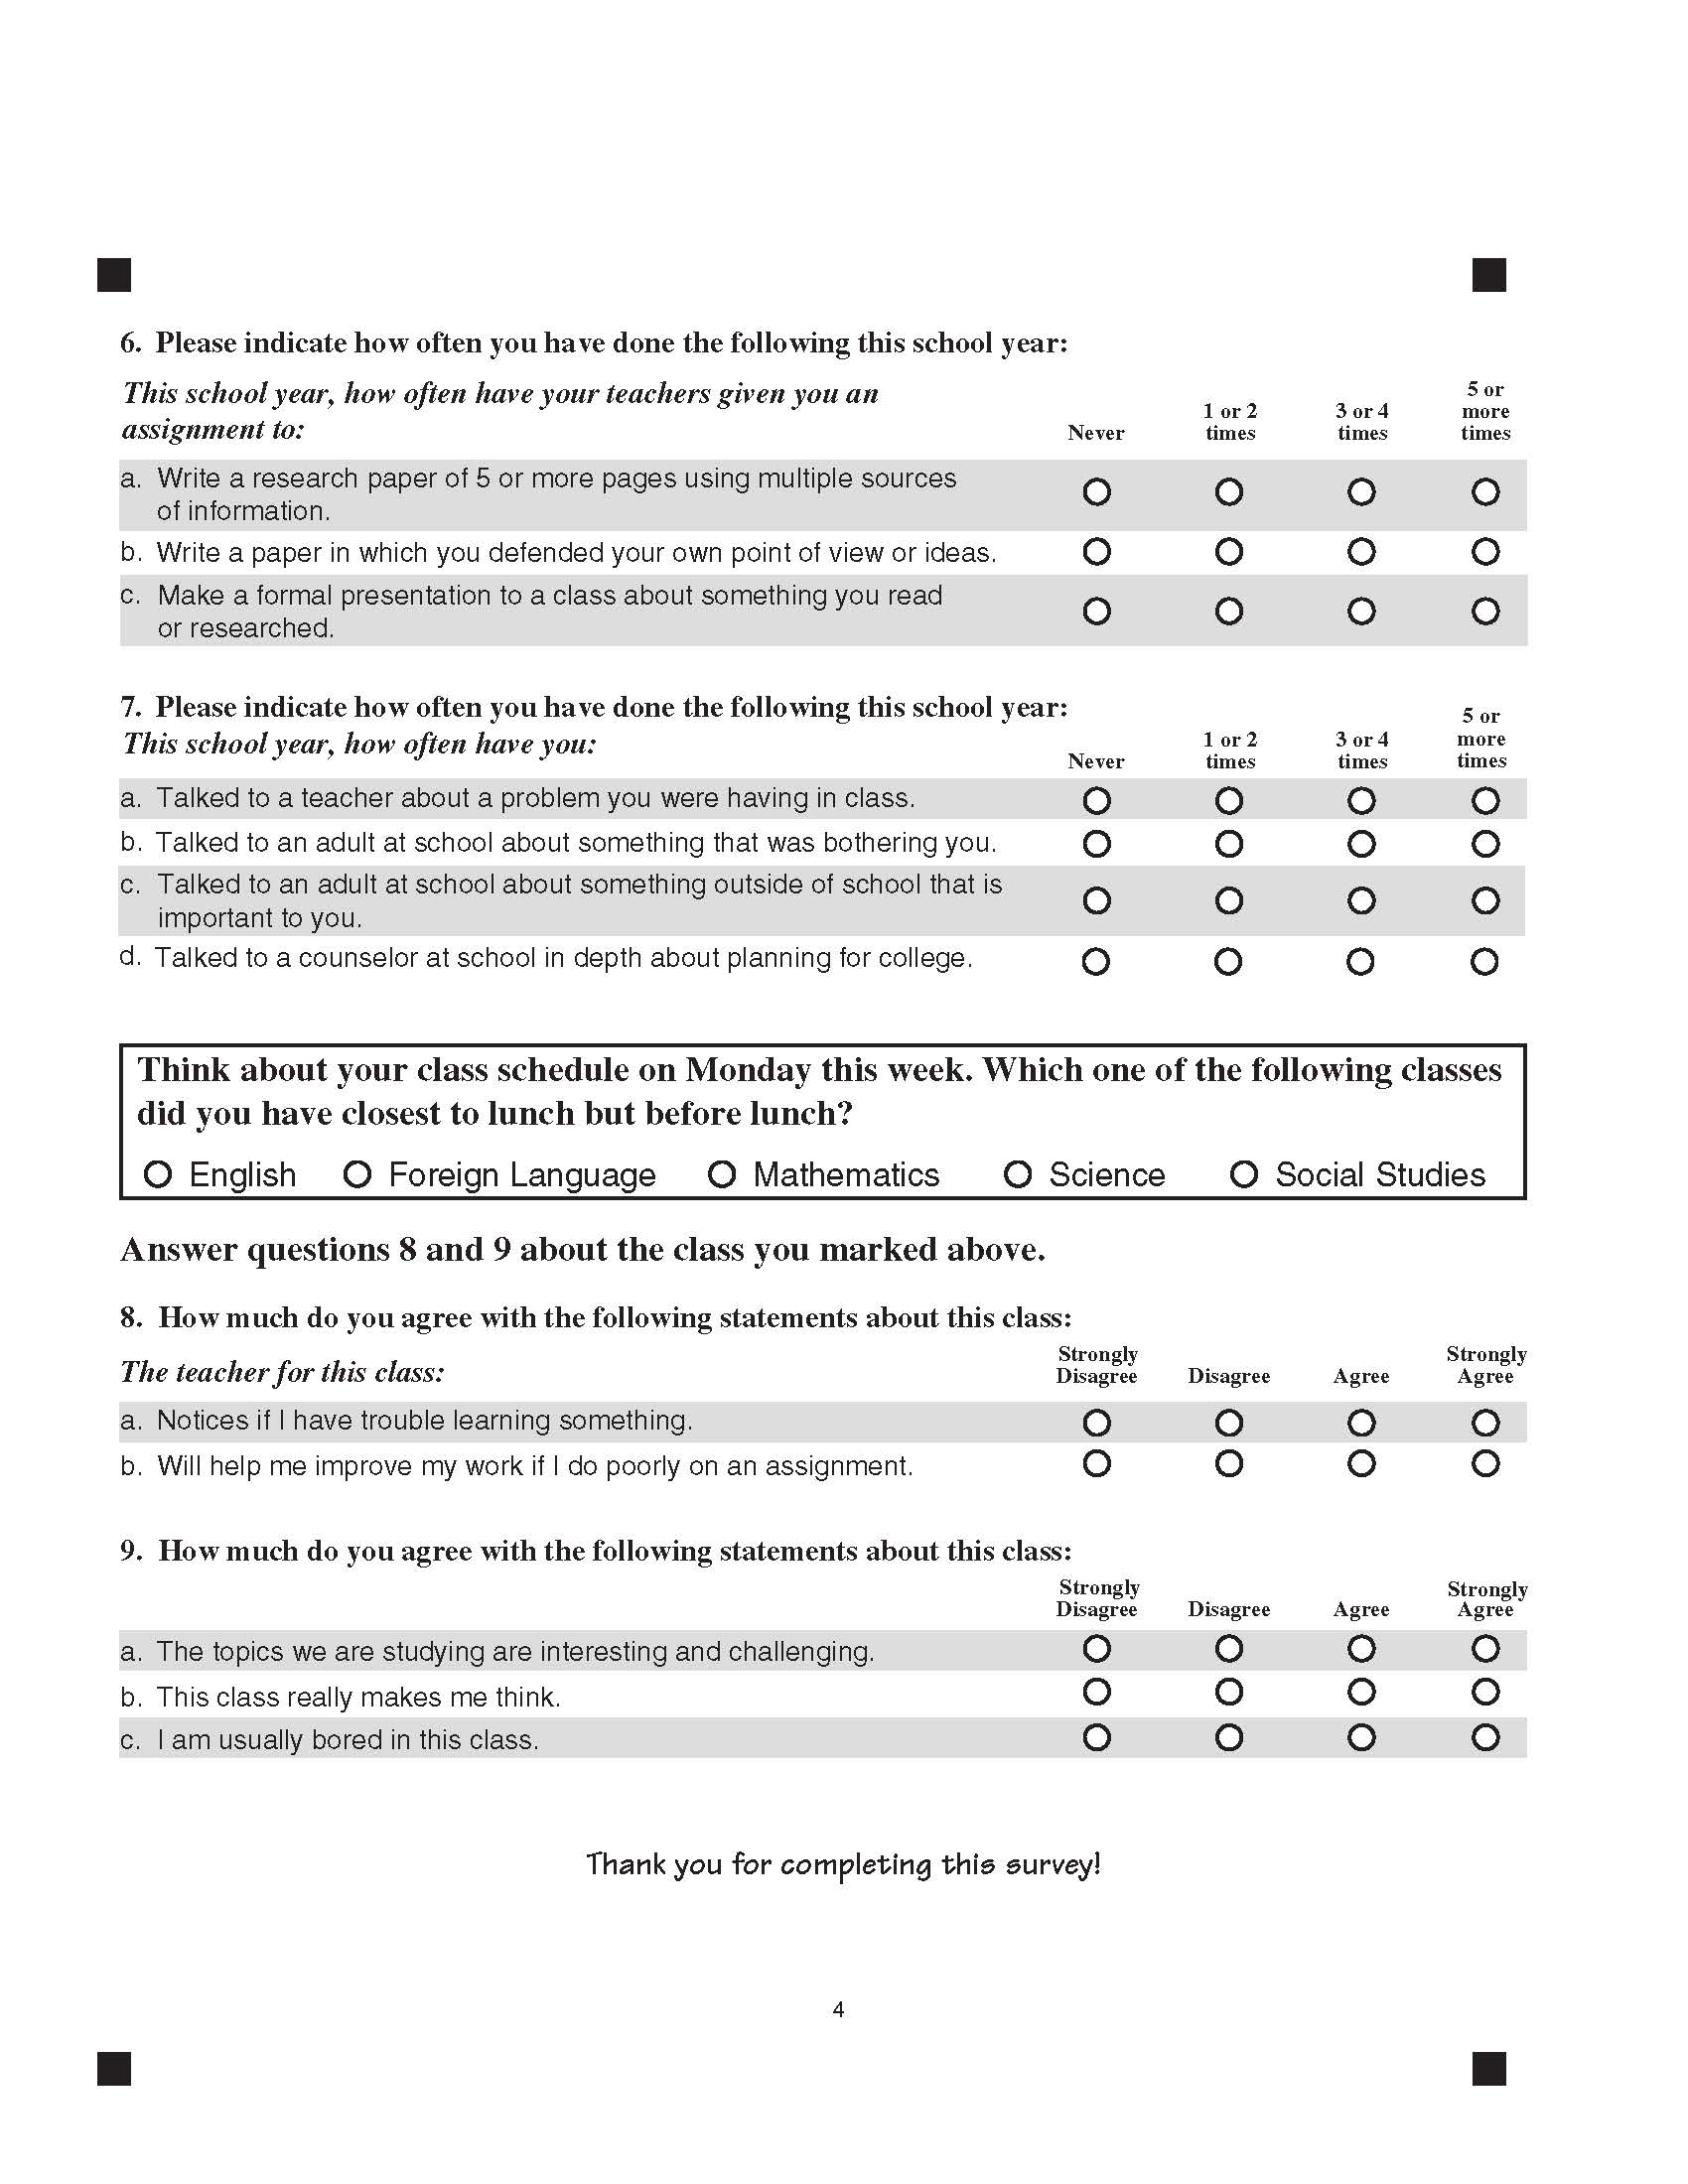 6. Please indicate how often you have done the following this school year:
This school year, how often have your teachers given you an
assignment to:
Never
1 or 2
times
3 or 4
times
5 or
more
times
a. Write a research paper of 5 or more pages using multiple sources
of information.
b. Write a paper in which you defended your own point of view or ideas.
c. Make a formal presentation to a class about something you read
or researched.
7. Please indicate how often you have done the following this school year:
This school year, how often have you:
Never
1 or 2
times
3 or 4
times
5 or
more
times
a. Talked to a teacher about a problem you were having in class.
b. Talked to an adult at school about something that was bothering you.
c. Talked to an adult at school about something outside of school that is
important to you.
d. Talked to a counselor at school in depth about planning for college.
Think about your class schedule on Monday this week. Which one of the following classes
did you have closest to lunch but before lunch?
English Foreign Language Mathematics Science Social Studies
Answer questions 8 and 9 about the class you marked above.
8. How much do you agree with the following statements about this class:
The teacher for this class:
Strongly
Disagree
Disagree
Agree
Strongly
Agree
a. Notices if I have trouble learning something.
b. Will help me improve my work if I do poorly on an assignment.
9. How much do you agree with the following statements about this class:
Strongly
Disagree
Disagree
Agree
Strongly
Agree
a. The topics we are studying are interesting and challenging.
b. This class really makes me think.
c. I am usually bored in this class.
Thank you for completing this survey!
4